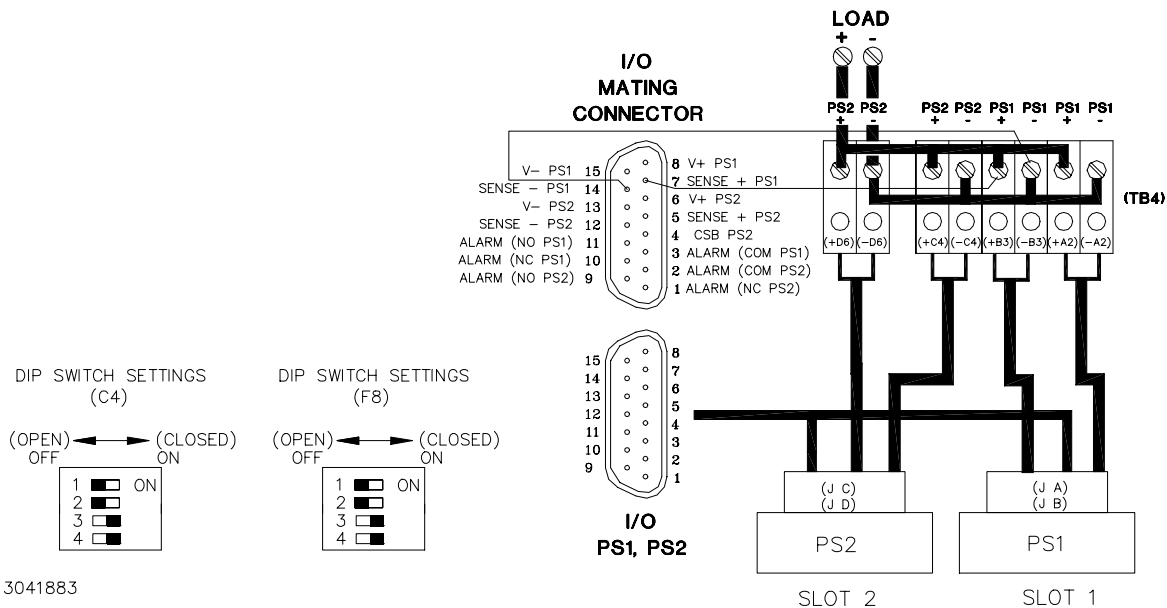 LOAD
+ -
I/O
MATING
CONNECTOR
PS2 PS2 PS2 PS2 PS1 PS1 PS1 PS1
+ - + - + - + -
V- PS1 15
SENSE - PS1 14
V- PS2 13
SENSE - PS2 12
ALARM (NO PS1) 11
ALARM (NC PS1) 10
ALARM (NO PS2) 9
8 V+ PS1
7 SENSE + PS1
6 V+ PS2
5 SENSE + PS2
4 CSB PS2
3 ALARM (COM PS1)
2 ALARM (COM PS2)
1 ALARM (NC PS2)
(TB4)
(+D6) (-D6) (+C4) (-C4) (+B3) (-B3) (+A2) (-A2)
15
14
13
12
11
10
9
8
7
6
5
4
3
2
1
I/O
PS1, PS2
DIP SWITCH SETTINGS
(C4)
(OPEN) (CLOSED)
OFF ON
1 ON
2
3
4
DIP SWITCH SETTINGS
(F8)
(OPEN) (CLOSED)
OFF ON
1 ON
2
3
4
(J C)
(J D)
PS2
SLOT 2
(J A)
(J B)
PS1
SLOT 1
3041883